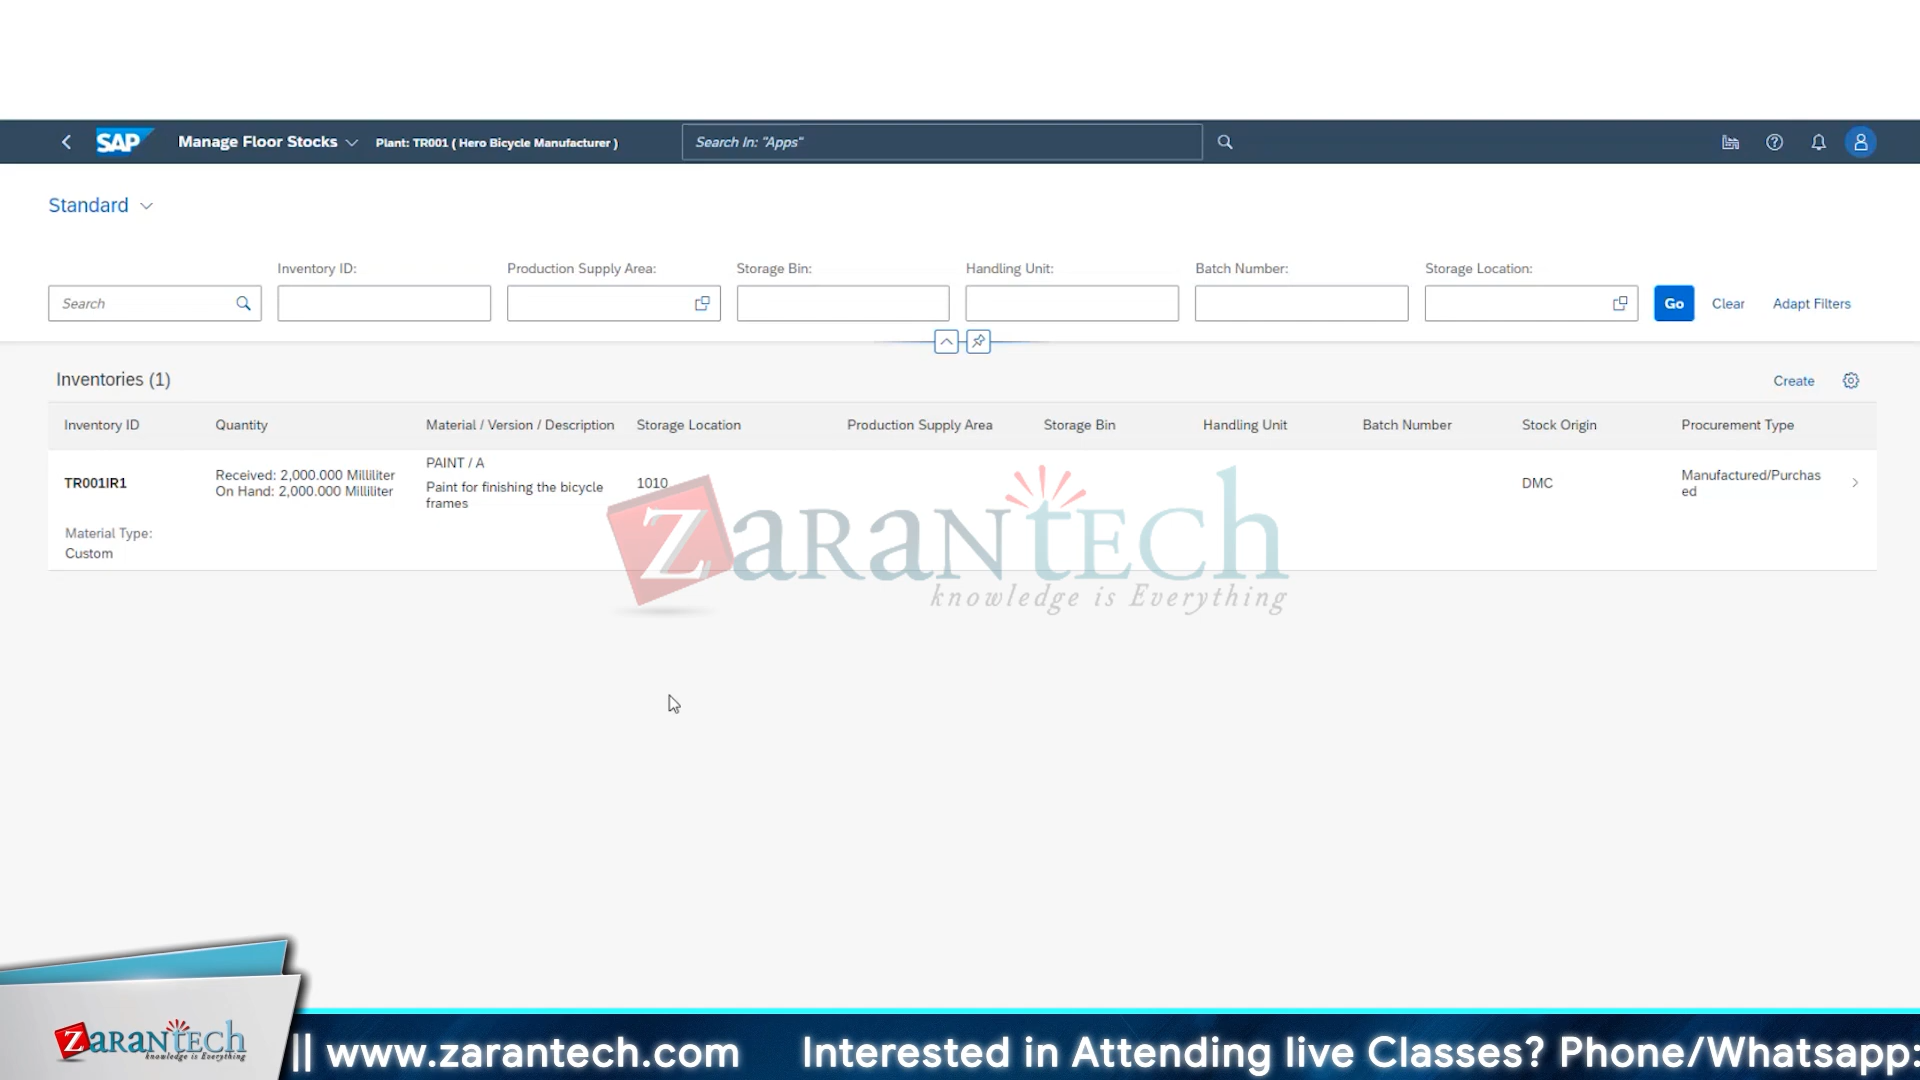 SAP
Manage Floor Stocks
Plant: TR001 ( Hero Bicycle Manufacturer )
Search In: "Apps"
Standard
Inventory ID:
Production Supply Area:
Storage Bin:
Handling Unit:
Batch Number:
Storage Location:
Search
Go
Clear
Adapt Filters
Inventories (1)
Create
Inventory ID
Quantity
Material / Version / Description
Storage Location
Production Supply Area
Storage Bin
Handling Unit
Batch Number
Stock Origin
Procurement Type
TR001IR1
Received: 2,000.000 Milliliter
On Hand: 2,000.000 Milliliter
PAINT / A
Paint for finishing the bicycle
frames
1010
DMC
Manufactured/Purchas
ed
Material Type:
Custom
ZaranTech
knowledge is Everything
ZaranTech
knowledge is Everything
|| www.zarantech.com
Interested in Attending live Classes? Phone/Whatsapp: